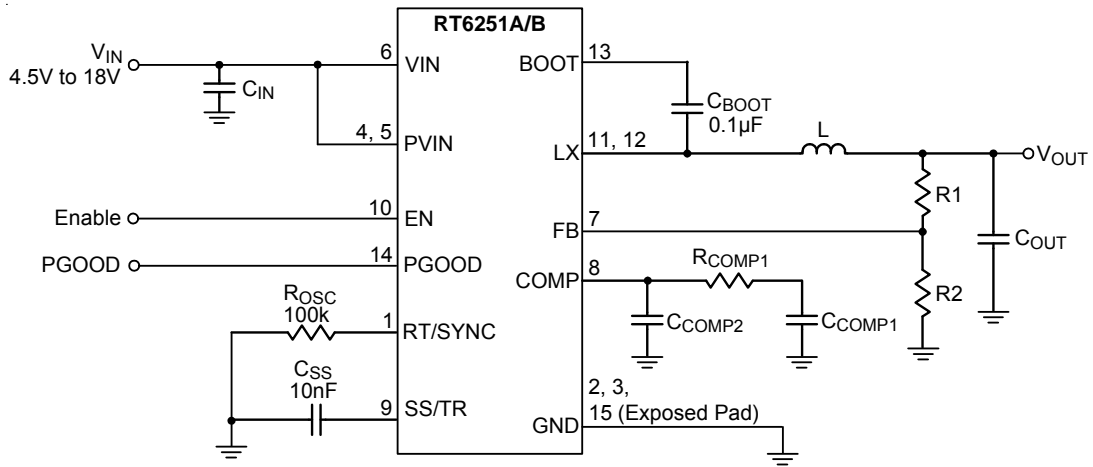 RT6251A/B
V_IN
4.5V to 18V
C_IN
6
VIN
4, 5
PVIN
Enable
10
EN
PGOOD
14
PGOOD
R_OSC
100k
1
RT/SYNC
C_SS
10nF
9
SS/TR
BOOT
13
C_BOOT
0.1µF
LX
11, 12
L
V_OUT
R1
FB
7
C_OUT
COMP
8
R_COMP1
R2
C_COMP2
C_COMP1
2, 3,
GND
15 (Exposed Pad)